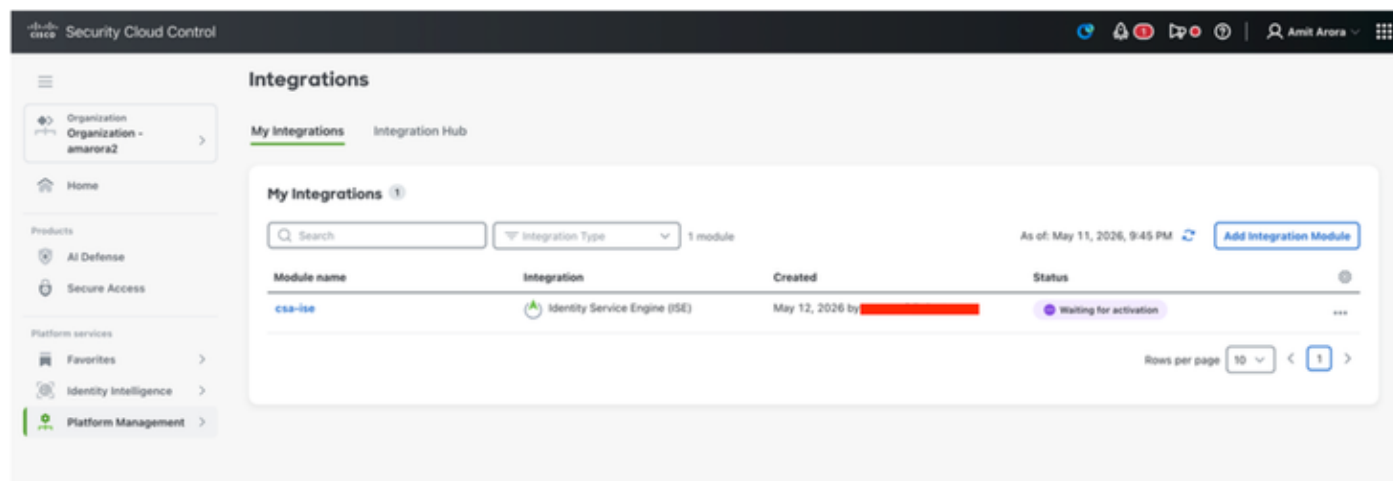 cisco Security Cloud Control
1
Amit Arora
Integrations
Organization
Organization -
amarora2
My Integrations Integration Hub
Home
My Integrations 1
Products
Search
Integration Type
1 module
As of: May 11, 2026, 9:45 PM
Add Integration Module
AI Defense
Secure Access
Module name Integration Created Status
csa-ise Identity Service Engine (ISE) May 12, 2026 by Waiting for activation
Platform services
Favorites
Rows per page 10 1
Identity Intelligence
Platform Management